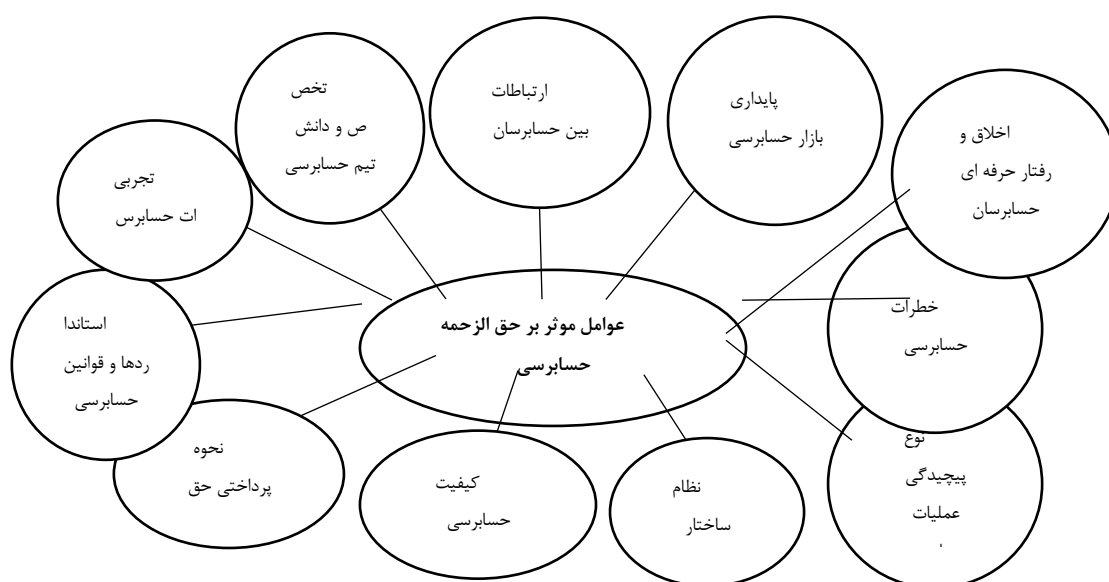 تخص
ص و دانش
تیم حسابرسی
ارتباطات
بین حسابرسان
پایداری
بازار حسابرسی
اخلاق و
رفتار حرفه ای
حسابرسان
تجربی
ات حسابرس
خطرات
حسابرسی
استاندا
ردها و قوانین
حسابرسی
عوامل موثر بر حق الزحمه
حسابرسی
نحوه
پرداختی حق
کیفیت
حسابرسی
نظام
ساختار
نوع
پیچیدگی
عملیات